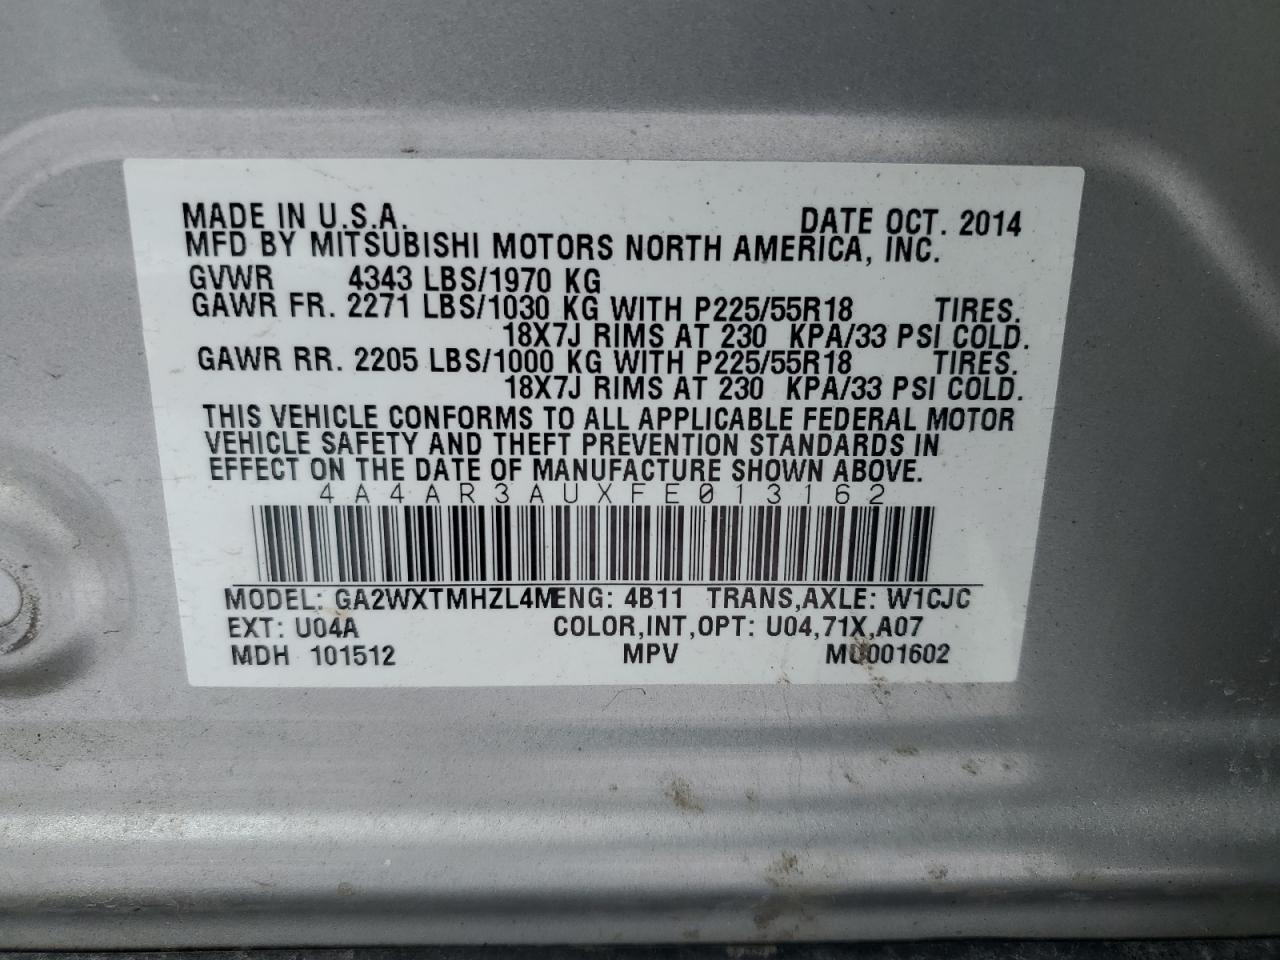 MADE IN U.S.A. DATE OCT. 2014
MFD BY MITSUBISHI MOTORS NORTH AMERICA, INC.
GVWR 4343 LBS/1970 KG
GAWR FR. 2271 LBS/1030 KG WITH P225/55R18 TIRES.
18X7J RIMS AT 230 KPA/33 PSI COLD.
GAWR RR. 2205 LBS/1000 KG WITH P225/55R18 TIRES.
18X7J RIMS AT 230 KPA/33 PSI COLD.
THIS VEHICLE CONFORMS TO ALL APPLICABLE FEDERAL MOTOR
VEHICLE SAFETY AND THEFT PREVENTION STANDARDS IN
EFFECT ON THE DATE OF MANUFACTURE SHOWN ABOVE.
4A4AR3AUXFE013162
MODEL: GA2WXTMHZL4M ENG: 4B11 TRANS,AXLE: W1CJC
EXT: U04A COLOR,INT,OPT: U04,71X,A07
MDH 101512 MPV MU001602